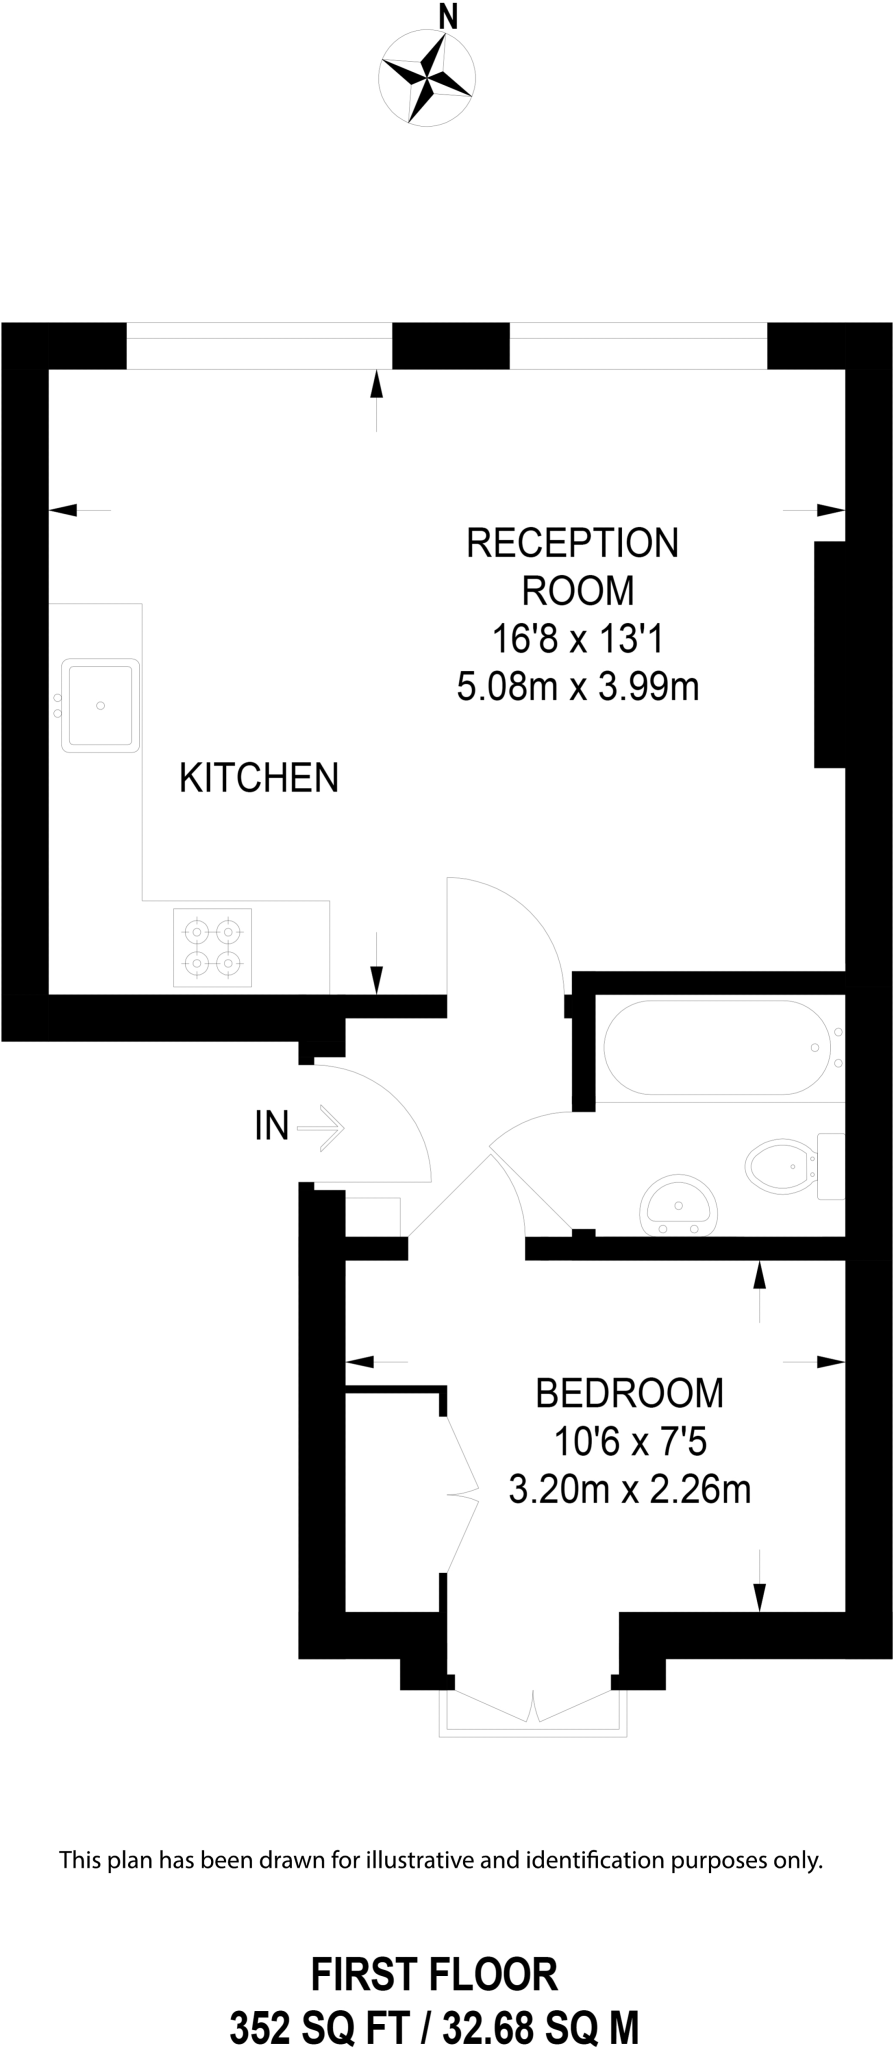 N
RECEPTION
ROOM
16'8 x 13'1
5.08m x 3.99m
KITCHEN
IN
BEDROOM
10'6 x 7'5
3.20m x 2.26m
This plan has been drawn for illustrative and identification purposes only.
FIRST FLOOR
352 SQ FT / 32.68 SQ M